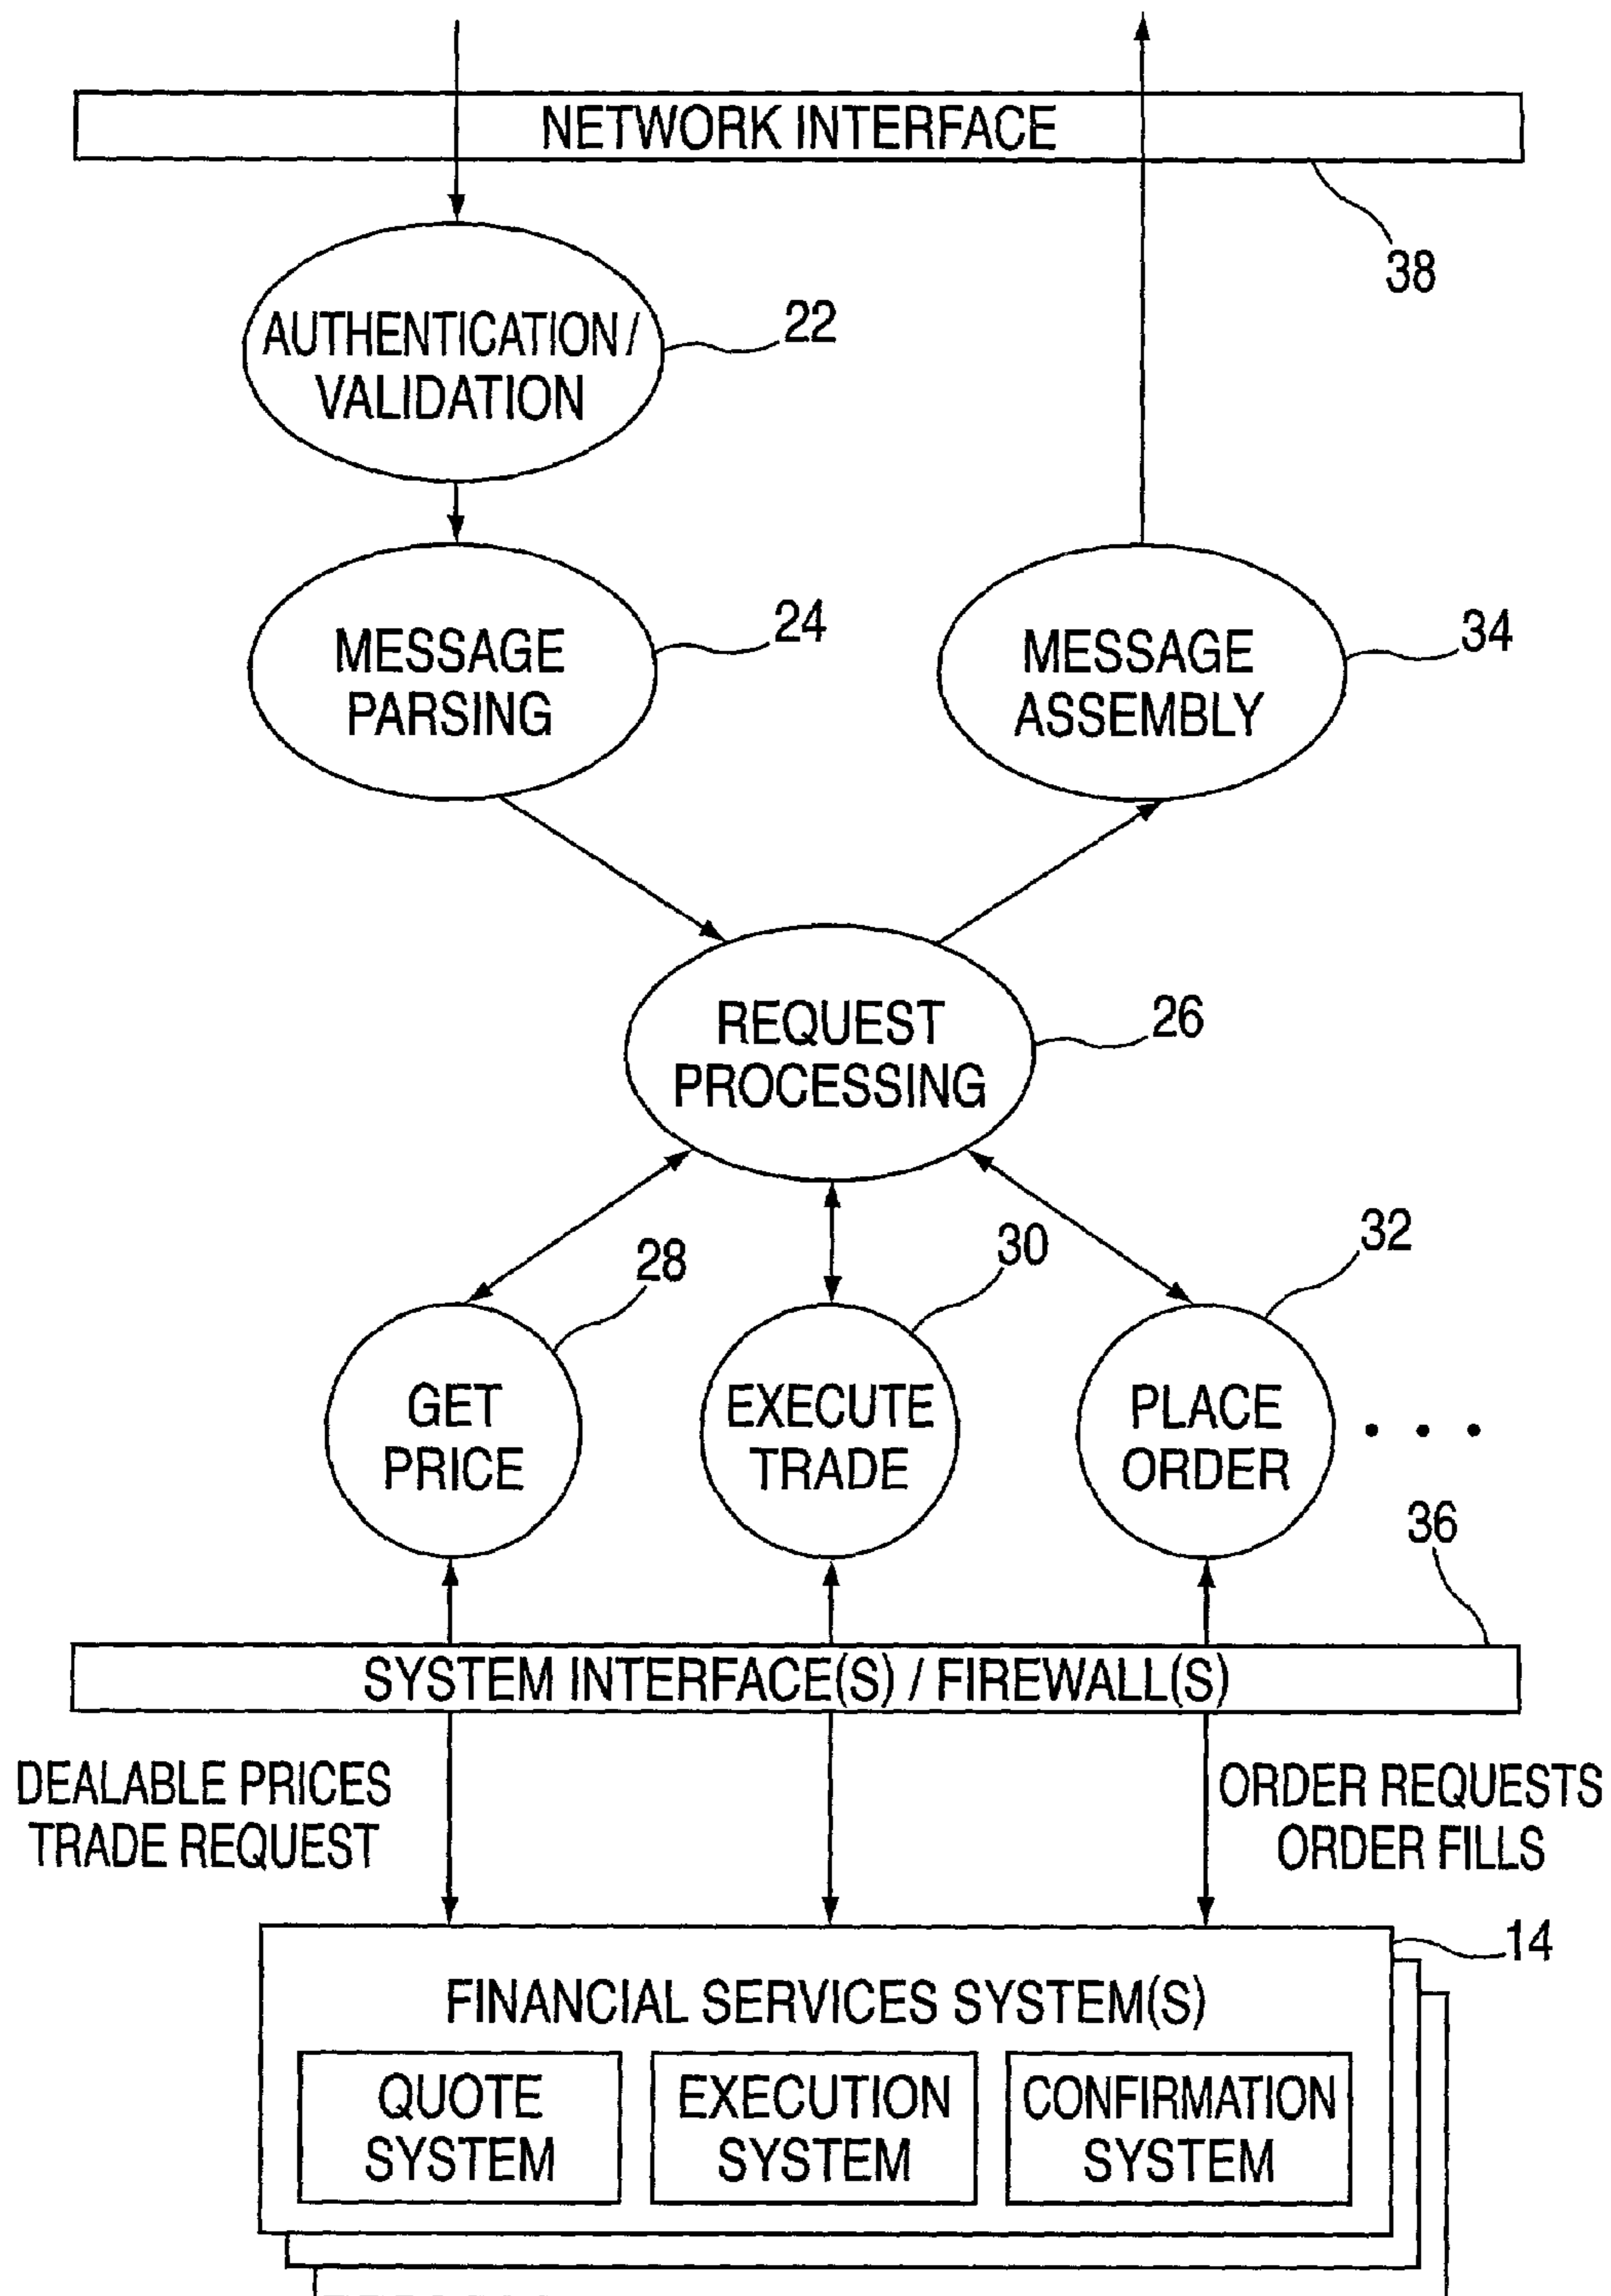 NETWORK INTERFACE
38
AUTHENTICATION/
VALIDATION
22
MESSAGE
PARSING
24
MESSAGE
ASSEMBLY
34
REQUEST
PROCESSING
26
28
30
32
GET
PRICE
EXECUTE
TRADE
PLACE
ORDER
. . .
36
SYSTEM INTERFACE(S) / FIREWALL(S)
DEALABLE PRICES
TRADE REQUEST
ORDER REQUESTS
ORDER FILLS
14
FINANCIAL SERVICES SYSTEM(S)
QUOTE
SYSTEM
EXECUTION
SYSTEM
CONFIRMATION
SYSTEM